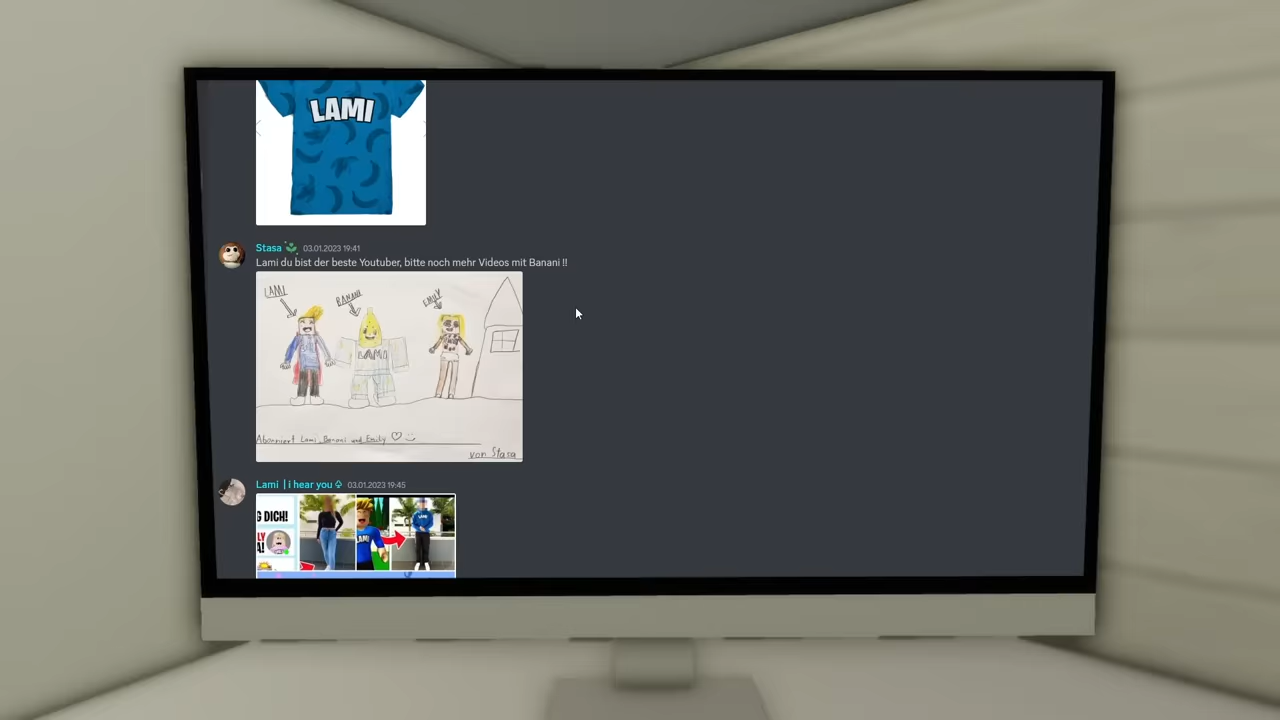 LAMI
Stasa 03.01.2023 19:41
Lami du bist der beste Youtuber, bitte noch mehr Videos mit Banani !!
LAMI
BANANI
EMILY
LAMI
Abonniert Lami, Banani und Emily
von Stasa
Lami | i hear you 03.01.2023 19:45
G DICH!
LY
A!
LAMI
LAMI